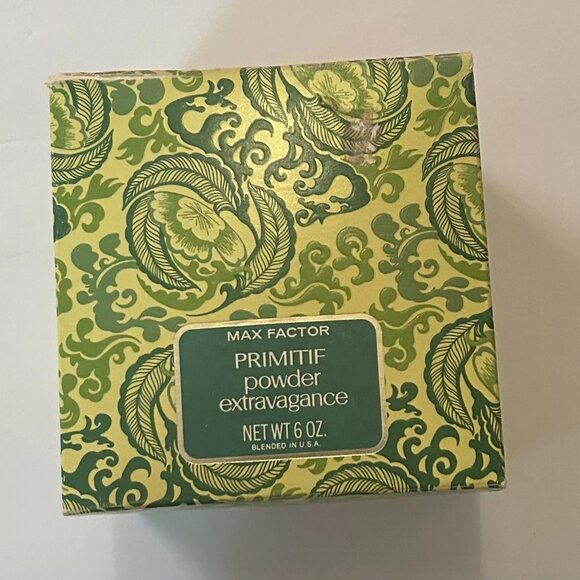 MAX FACTOR
PRIMITIF
powder
extravagance
NET WT 6 OZ.
BLENDED IN U.S.A.